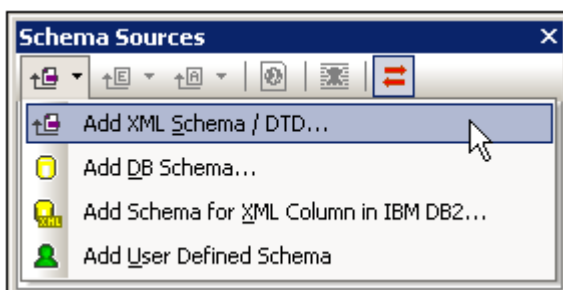 Schema Sources
Add XML Schema / DTD...
Add DB Schema...
Add Schema for XML Column in IBM DB2...
Add User Defined Schema